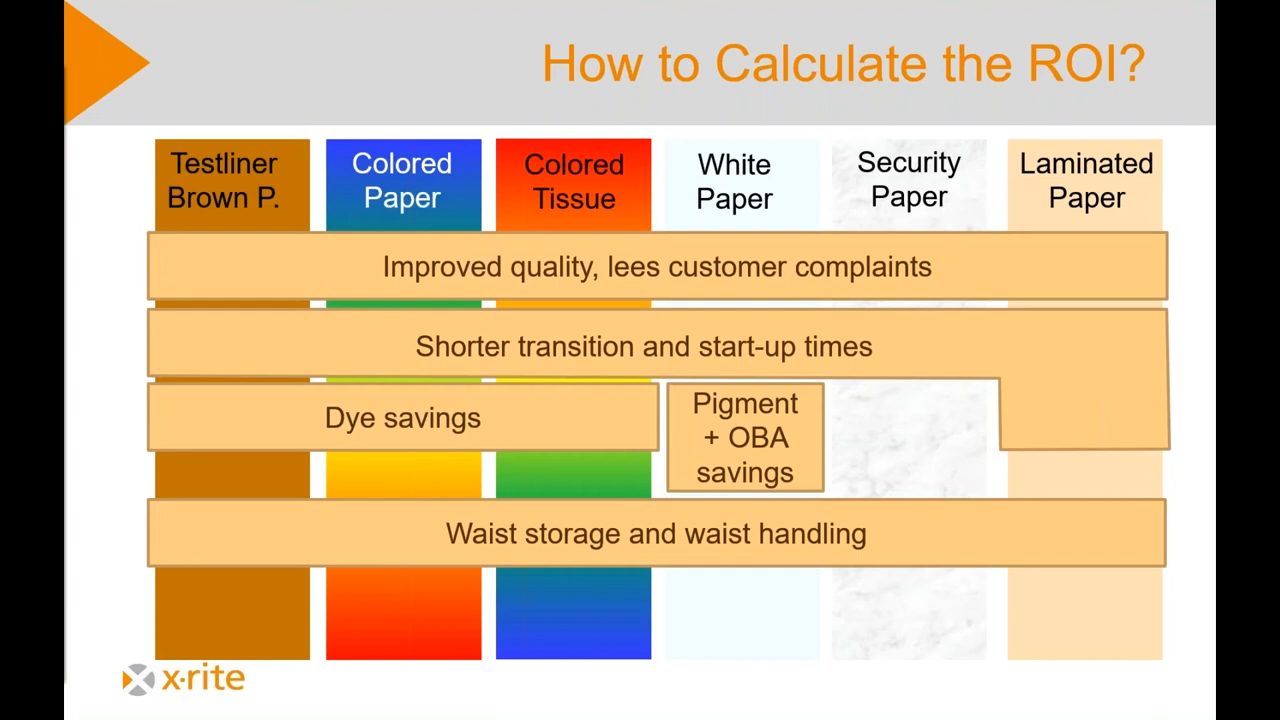 How to Calculate the ROI?
Testliner
Brown P.
Colored
Paper
Colored
Tissue
White
Paper
Security
Paper
Laminated
Paper
Improved quality, lees customer complaints
Shorter transition and start-up times
Dye savings
Pigment
+ OBA
savings
Waist storage and waist handling
x·rite